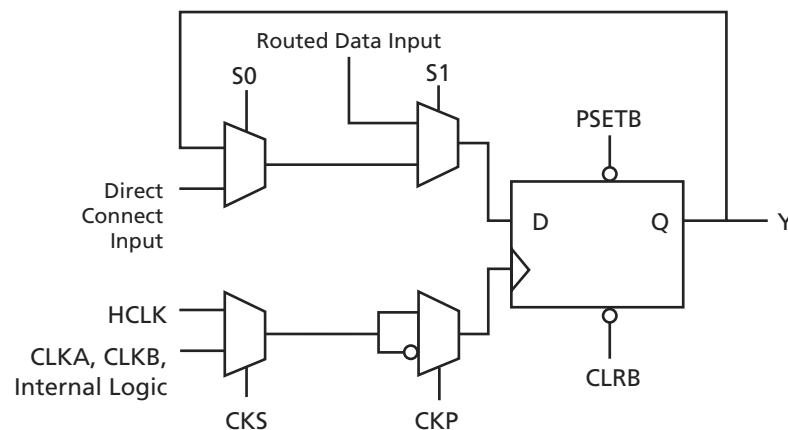 Routed Data Input
S0
S1
PSETB
Direct
Connect
Input
D
Q
Y
HCLK
CLKA, CLKB,
Internal Logic
CLRB
CKS
CKP